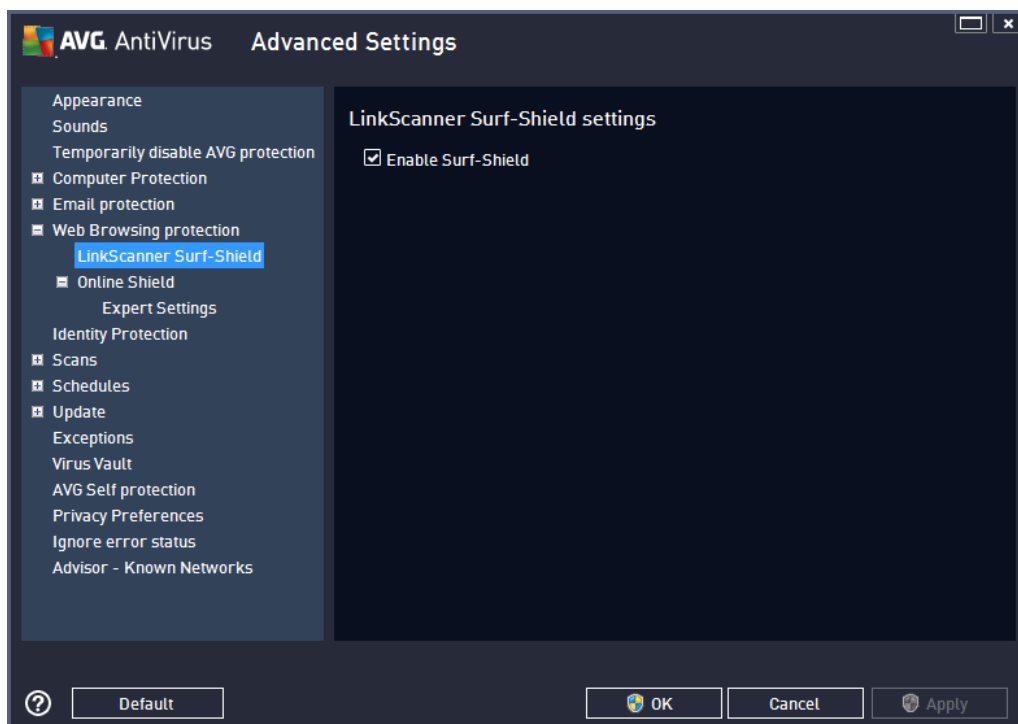 AVG. AntiVirus Advanced Settings
Appearance
Sounds
Temporarily disable AVG protection
Computer Protection
Email protection
Web Browsing protection
LinkScanner Surf-Shield
Online Shield
Expert Settings
Identity Protection
Scans
Schedules
Update
Exceptions
Virus Vault
AVG Self protection
Privacy Preferences
Ignore error status
Advisor - Known Networks
LinkScanner Surf-Shield settings
Enable Surf-Shield
Default
OK
Cancel
Apply